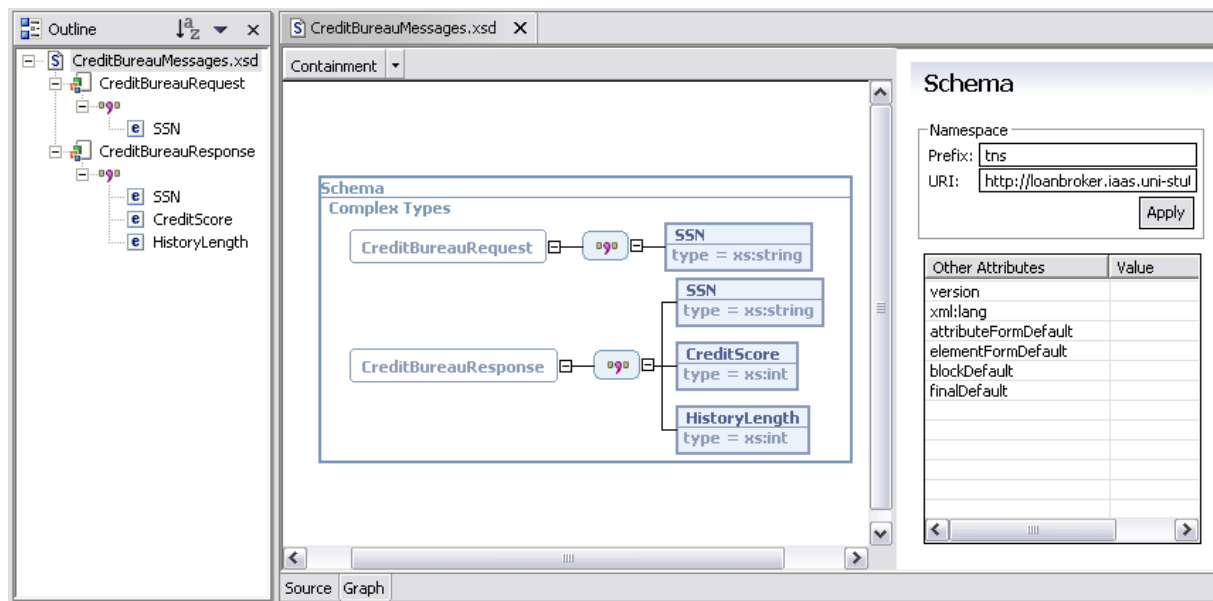 Outline
CreditBureauMessages.xsd
CreditBureauRequest
SSN
CreditBureauResponse
SSN
CreditScore
HistoryLength
CreditBureauMessages.xsd
Containment
Schema
Complex Types
CreditBureauRequest
SSN
type = xs:string
CreditBureauResponse
SSN
type = xs:string
CreditScore
type = xs:int
HistoryLength
type = xs:int
Source Graph
Schema
Namespace
Prefix: tns
URI: http://loanbroker.iaas.uni-stul
Apply
Other Attributes Value
version
xml:lang
attributeFormDefault
elementFormDefault
blockDefault
finalDefault